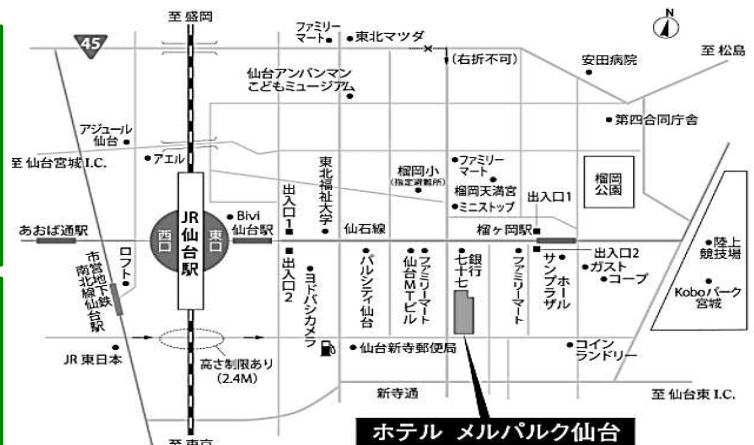 至 盛岡
N
45
ファミリー
マート
東北マツダ
(右折不可)
至 松島
安田病院
仙台アンパンマン
こどもミュージアム
第四合同庁舎
アジュール
仙台
アエル
至 仙台宮城 I.C.
東北福祉大学
榴岡小
(指定避難所)
ファミリー
マート
榴岡天満宮
ミニストップ
出入口1
榴岡
公園
出入口1
Bivi
仙台駅
仙石線
榴ヶ岡駅
あおば通駅
西口
JR仙台駅
東口
ロフト
市営地下鉄
南北線仙台駅
出入口2
ヨドバシカメラ
パルシティ仙台
仙台MTビル
ファミリーマート
七十七
銀行
ファミリーマート
サンプラザ
ホール
出入口2
ガスト
コープ
陸上
競技場
Koboパーク
宮城
JR 東日本
高さ制限あり
(2.4M)
仙台新寺郵便局
コイン
ランドリー
新寺通
至 仙台東 I.C.
ホテル メルパルク仙台
至 東京